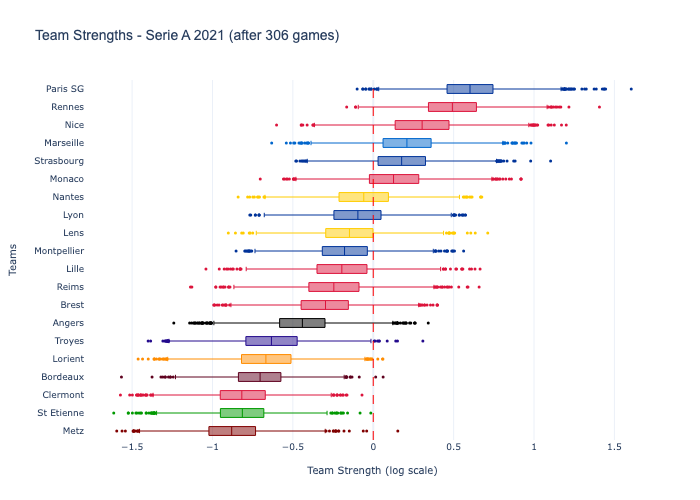 Team Strengths - Serie A 2021 (after 306 games)
Paris SG
Rennes
Nice
Marseille
Strasbourg
Monaco
Nantes
Lyon
Lens
Montpellier
Lille
Reims
Brest
Angers
Troyes
Lorient
Bordeaux
Clermont
St Etienne
Metz
Teams
−1.5 −1 −0.5 0 0.5 1 1.5
Team Strength (log scale)